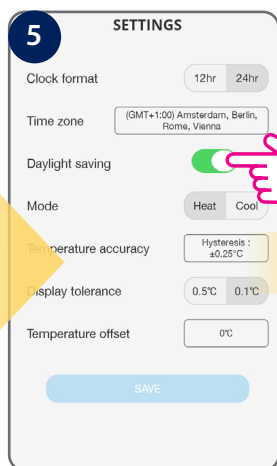 5
SETTINGS
Clock format
12hr 24hr
Time zone
(GMT+1:00) Amsterdam, Berlin,
Rome, Vienna
Daylight saving
Mode
Heat Cool
Temperature accuracy
Hysteresis :
±0.25°C
Display tolerance
0.5°C 0.1°C
Temperature offset
0°C
SAVE